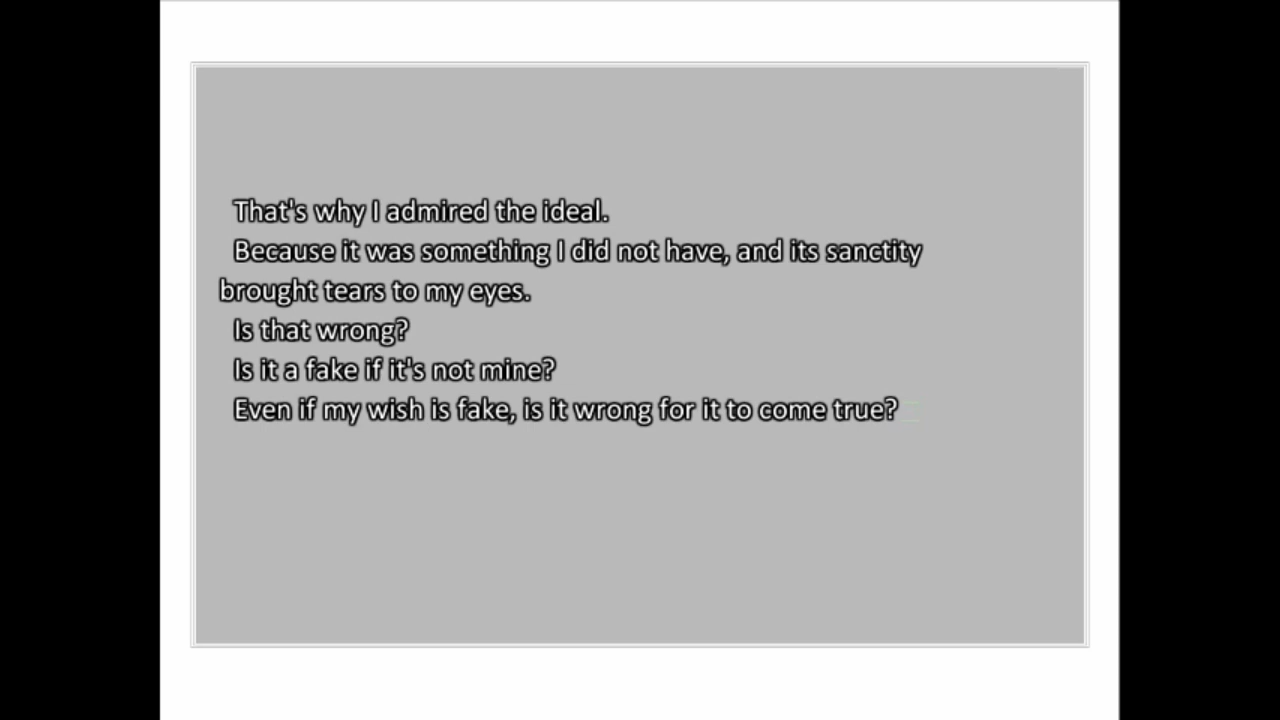 That's why I admired the ideal.
Because it was something I did not have, and its sanctity
brought tears to my eyes.
Is that wrong?
Is it a fake if it's not mine?
Even if my wish is fake, is it wrong for it to come true?